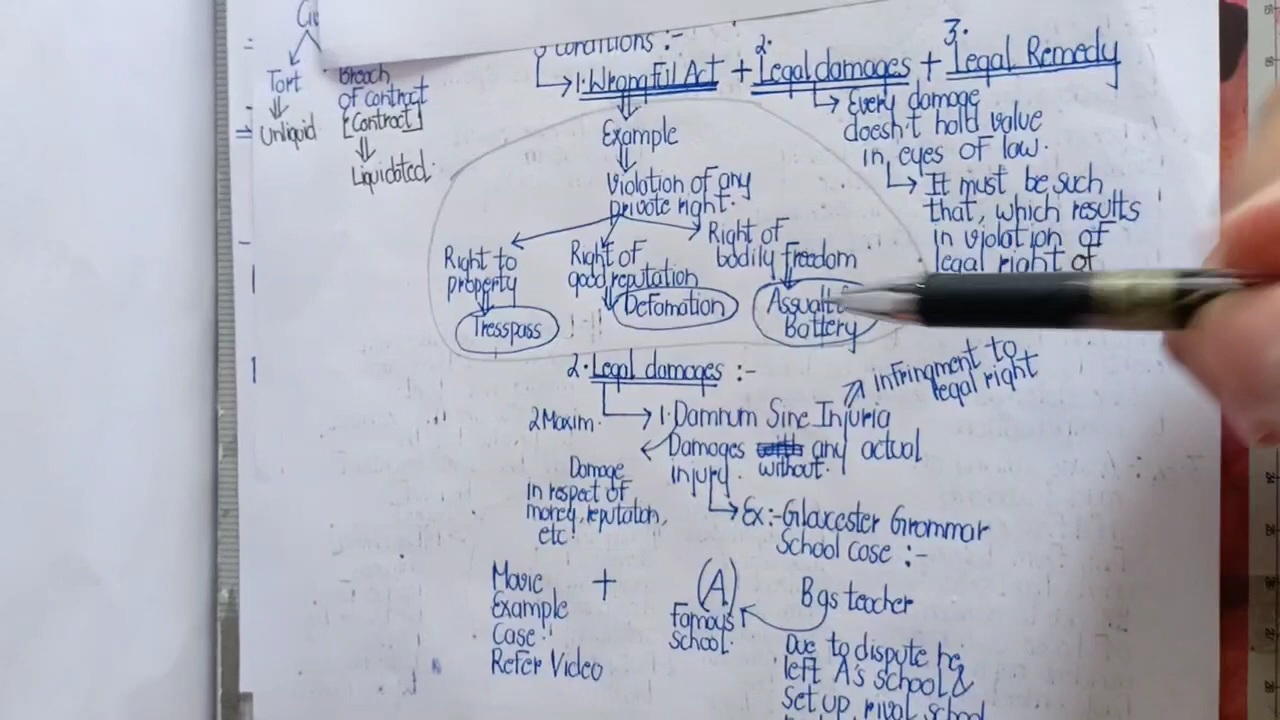 Tort
Unliquid
Breach
of contract
[Contract]
Liquidated.
3 Conditions :-
1. Wrongful Act + 2. Legal damages + 3. Legal Remedy
Example
Violation of any
private right.
Right to
property
Tresspass
Right of
good reputation
Defamation
Right of
bodily freedom
Assualt &
Battery
Every damage
doesn't hold value
in eyes of law.
It must be such
that, which results
in violation of
legal right of
2. Legal damages :-
2 Maxim.
1. Damnum Sine Injuria
infringment to
legal right
Damages any actual
without.
injury.
Damage
in respect of
money, reputation,
etc.
Ex:- Gloucester Grammar
School case :-
Movie
Example
Case:
Refer Video
+
(A)
Famous
school.
B gs teacher
Due to dispute he
left A's school &
set up rival school